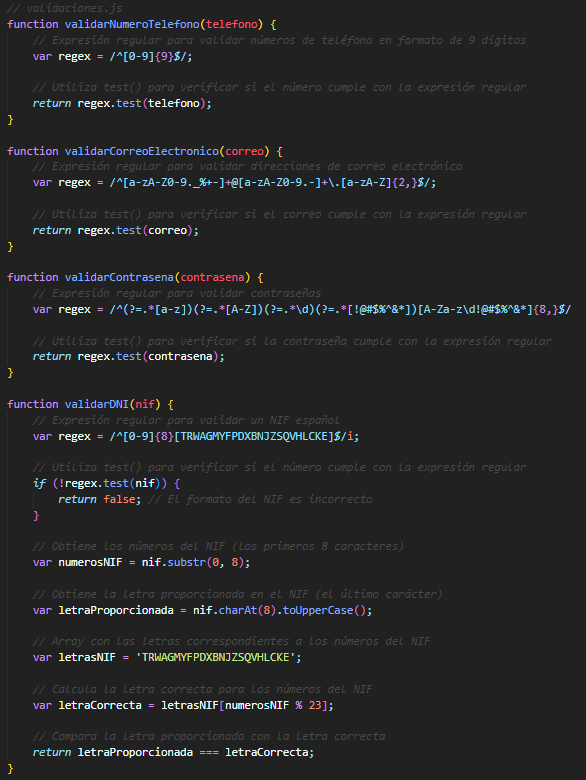 // validaciones.js
function validarNumeroTelefono(telefono) {
// Expresión regular para validar números de teléfono en formato de 9 dígitos
var regex = /^[0-9]{9}$/;
// Utiliza test() para verificar si el número cumple con la expresión regular
return regex.test(telefono);
}
function validarCorreoElectronico(correo) {
// Expresión regular para validar direcciones de correo electrónico
var regex = /^[a-zA-Z0-9._%+-]+@[a-zA-Z0-9.-]+\.[a-zA-Z]{2,}$/;
// Utiliza test() para verificar si el correo cumple con la expresión regular
return regex.test(correo);
}
function validarContrasena(contrasena) {
// Expresión regular para validar contraseñas
var regex = /^(?=.*[a-z])(?=.*[A-Z])(?=.*\d)(?=.*[!@#$%^&*])[A-Za-z\d!@#$%^&*]{8,}$/
// Utiliza test() para verificar si la contraseña cumple con la expresión regular
return regex.test(contrasena);
}
function validarDNI(nif) {
// Expresión regular para validar un NIF español
var regex = /^[0-9]{8}[TRWAGMYFPDXBNJZSQVHLCKE]$/i;
// Utiliza test() para verificar si el número cumple con la expresión regular
if (!regex.test(nif)) {
return false; // El formato del NIF es incorrecto
}
// Obtiene los números del NIF (los primeros 8 caracteres)
var numerosNIF = nif.substr(0, 8);
// Obtiene la letra proporcionada en el NIF (el último carácter)
var letraProporcionada = nif.charAt(8).toUpperCase();
// Array con las letras correspondientes a los números del NIF
var letrasNIF = 'TRWAGMYFPDXBNJZSQVHLCKE';
// Calcula la letra correcta para los números del NIF
var letraCorrecta = letrasNIF[numerosNIF % 23];
// Compara la letra proporcionada con la letra correcta
return letraProporcionada === letraCorrecta;
}